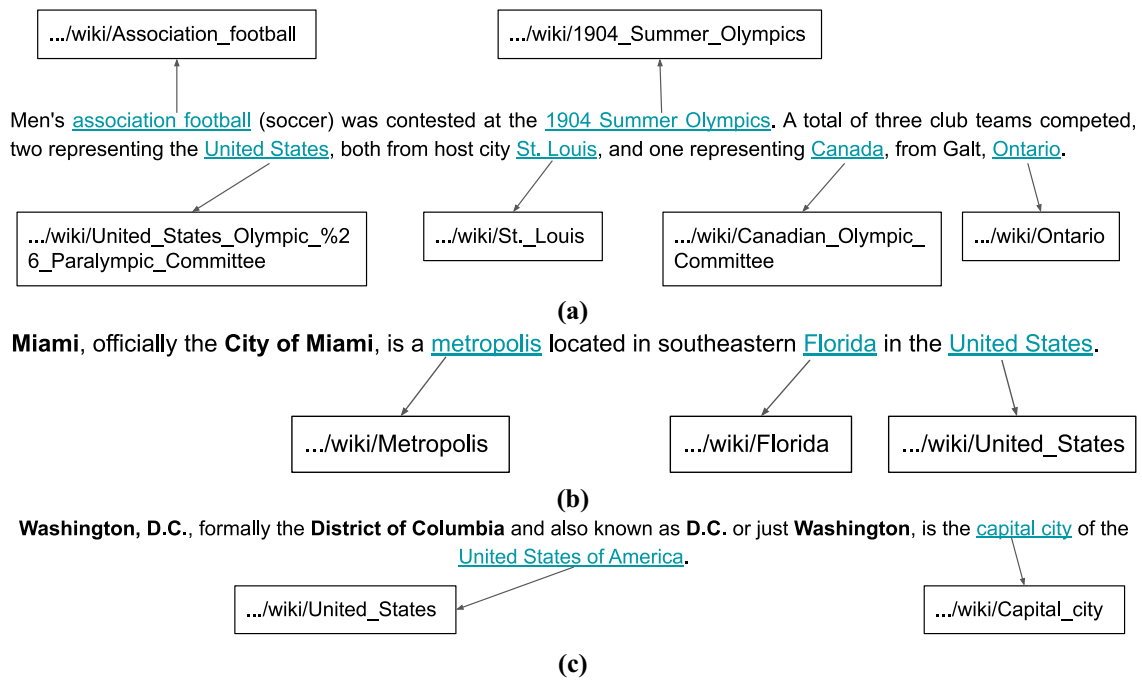 .../wiki/Association_football
.../wiki/1904_Summer_Olympics
Men's association football (soccer) was contested at the 1904 Summer Olympics. A total of three club teams competed,
two representing the United States, both from host city St. Louis, and one representing Canada, from Galt, Ontario.
.../wiki/United_States_Olympic_%2
6_Paralympic_Committee
.../wiki/St._Louis
.../wiki/Canadian_Olympic_
Committee
.../wiki/Ontario
(a)
Miami, officially the City of Miami, is a metropolis located in southeastern Florida in the United States.
.../wiki/Metropolis
.../wiki/Florida
.../wiki/United_States
(b)
Washington, D.C., formally the District of Columbia and also known as D.C. or just Washington, is the capital city of the
United States of America.
.../wiki/United_States
.../wiki/Capital_city
(c)